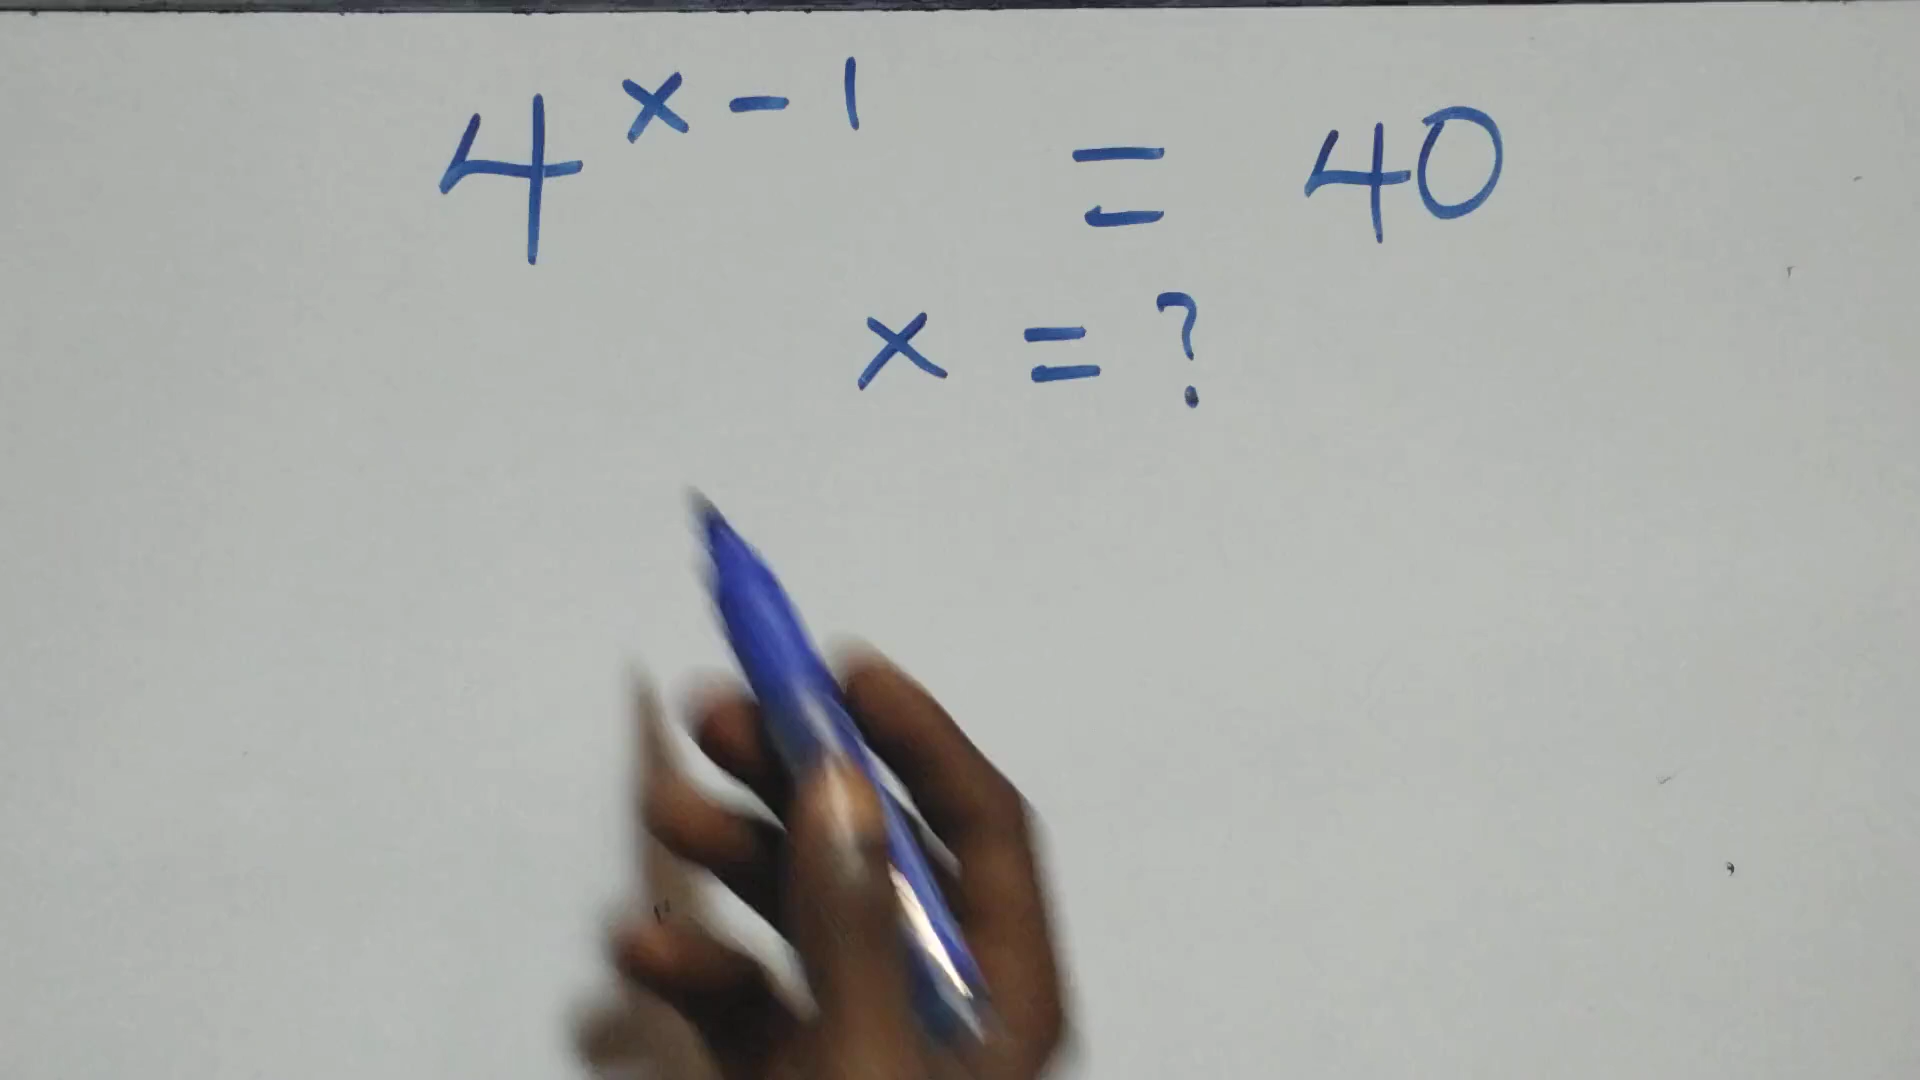 4^{x-1} = 40
x = ?